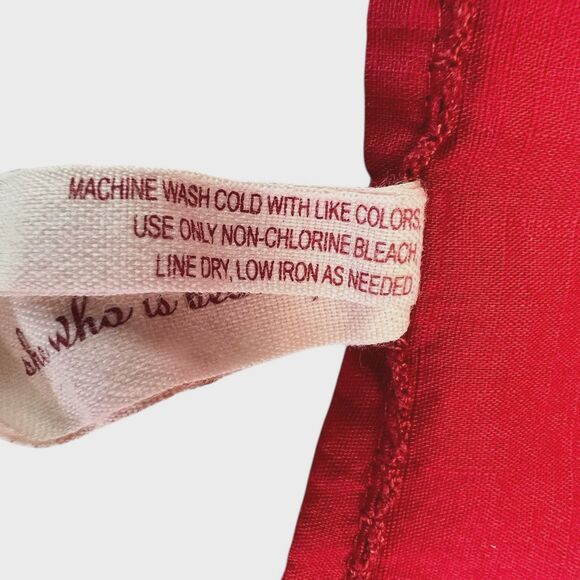 MACHINE WASH COLD WITH LIKE COLORS.
USE ONLY NON-CHLORINE BLEACH.
LINE DRY, LOW IRON AS NEEDED.
she who is